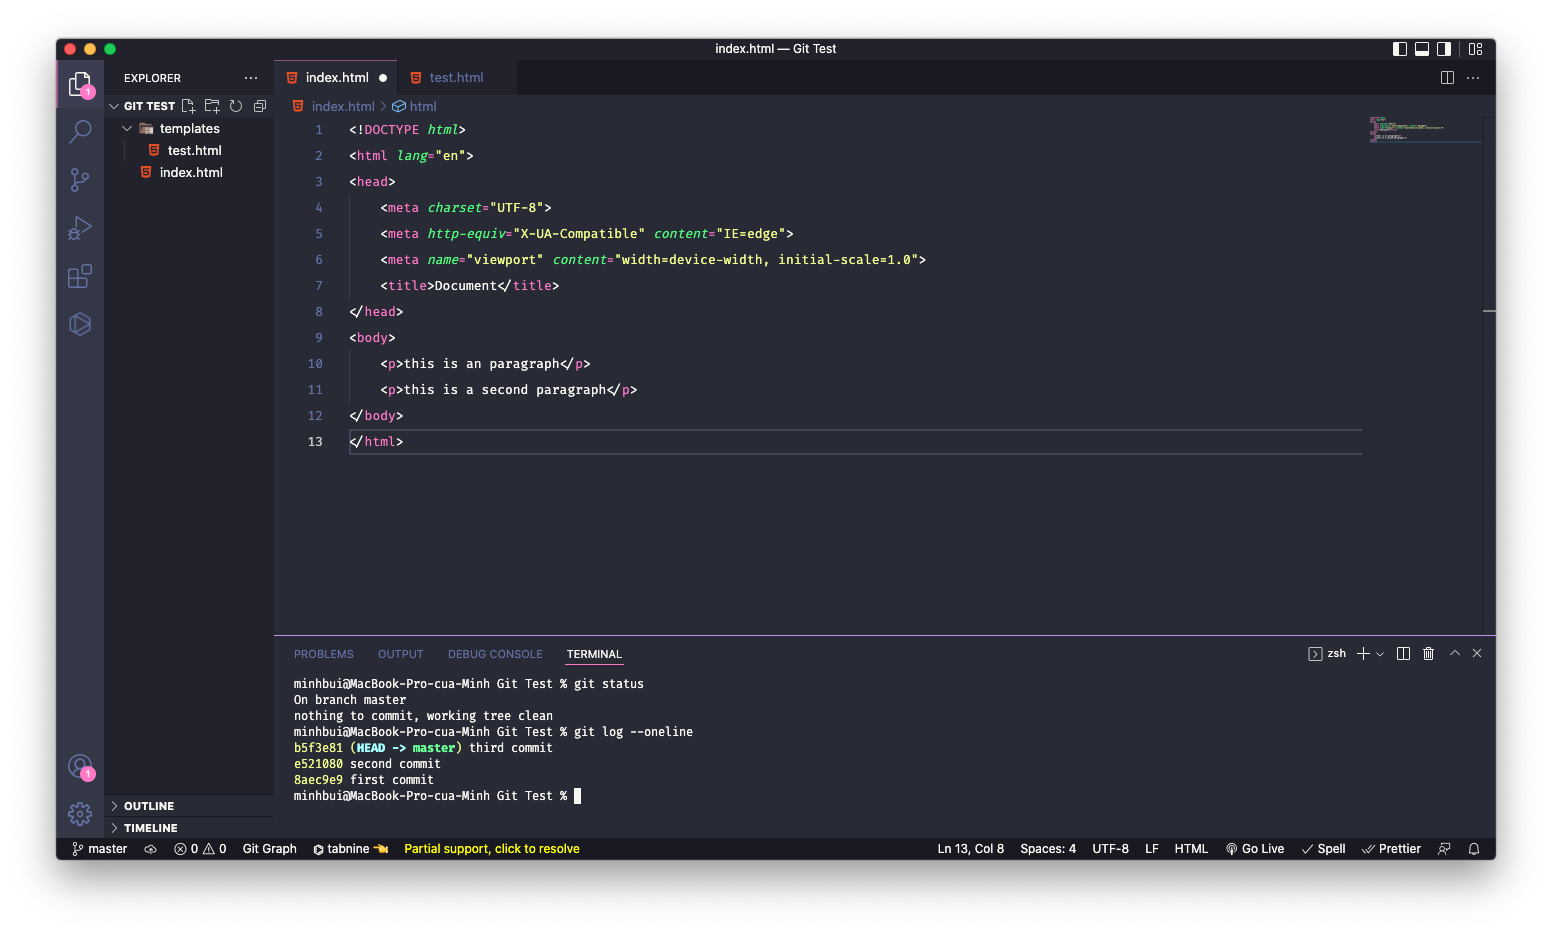 index.html — Git Test
EXPLORER
index.html
test.html
GIT TEST
index.html
html
templates
test.html
index.html
1 <!DOCTYPE html>
2 <html lang="en">
3 <head>
4 <meta charset="UTF-8">
5 <meta http-equiv="X-UA-Compatible" content="IE=edge">
6 <meta name="viewport" content="width=device-width, initial-scale=1.0">
7 <title>Document</title>
8 </head>
9 <body>
10 <p>this is an paragraph</p>
11 <p>this is a second paragraph</p>
12 </body>
13 </html>
1
PROBLEMS OUTPUT DEBUG CONSOLE TERMINAL
zsh
minhbui@MacBook-Pro-cua-Minh Git Test % git status
On branch master
nothing to commit, working tree clean
minhbui@MacBook-Pro-cua-Minh Git Test % git log --oneline
b5f3e81 (HEAD -> master) third commit
e521080 second commit
8aec9e9 first commit
minhbui@MacBook-Pro-cua-Minh Git Test %
1
OUTLINE
TIMELINE
master 0 0 Git Graph tabnine Partial support, click to resolve Ln 13, Col 8 Spaces: 4 UTF-8 LF HTML Go Live Spell Prettier